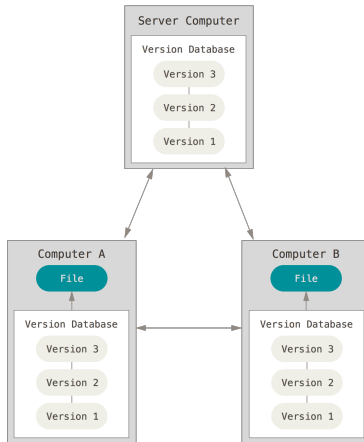 Server Computer
Version Database
Version 3
Version 2
Version 1
Computer A
File
Version Database
Version 3
Version 2
Version 1
Computer B
File
Version Database
Version 3
Version 2
Version 1